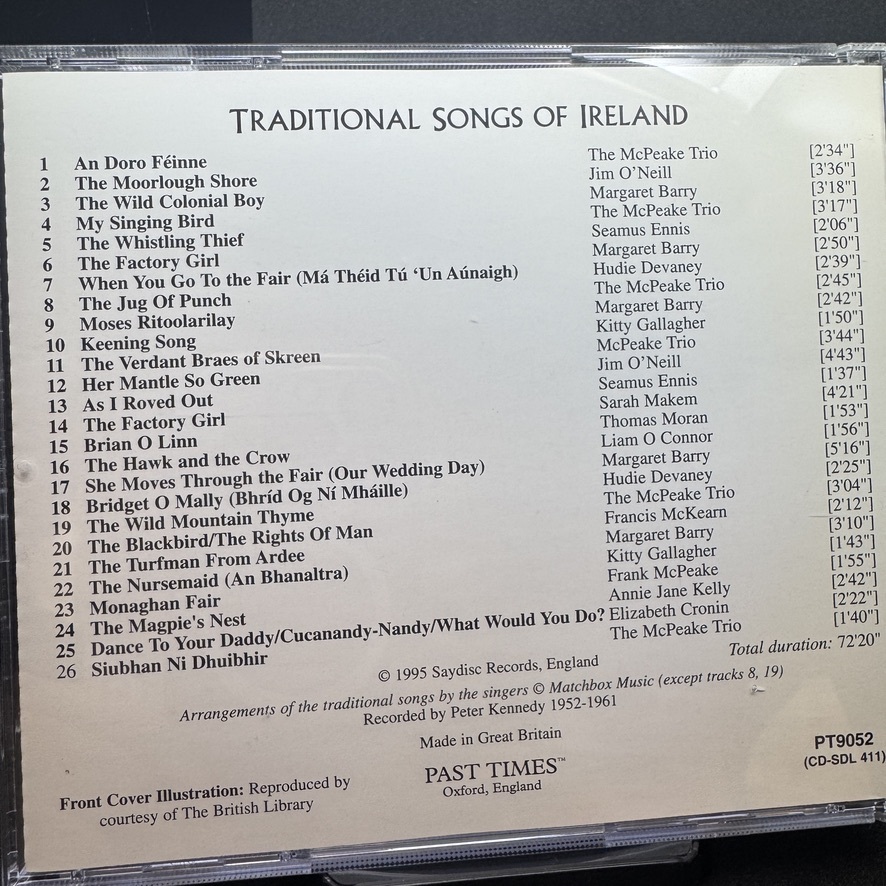 TRADITIONAL SONGS OF IRELAND
1 An Doro Féinne The McPeake Trio [2'34"]
2 The Moorlough Shore Jim O'Neill [3'36"]
3 The Wild Colonial Boy Margaret Barry [3'18"]
4 My Singing Bird The McPeake Trio [3'17"]
5 The Whistling Thief Seamus Ennis [2'06"]
6 The Factory Girl Margaret Barry [2'50"]
7 When You Go To the Fair (Má Théid Tú ‘Un Aúnaigh) Hudie Devaney [2'39"]
8 The Jug Of Punch The McPeake Trio [2'45"]
9 Moses Ritoolarilay Margaret Barry [2'42"]
10 Keening Song Kitty Gallagher [1'50"]
11 The Verdant Braes of Skreen McPeake Trio [3'44"]
12 Her Mantle So Green Jim O'Neill [4'43"]
13 As I Roved Out Seamus Ennis [1'37"]
14 The Factory Girl Sarah Makem [4'21"]
15 Brian O Linn Thomas Moran [1'53"]
16 The Hawk and the Crow Liam O Connor [1'56"]
17 She Moves Through the Fair (Our Wedding Day) Margaret Barry [5'16"]
18 Bridget O Mally (Bhríd Og Ní Mháille) Hudie Devaney [2'25"]
19 The Wild Mountain Thyme The McPeake Trio [3'04"]
20 The Blackbird/The Rights Of Man Francis McKearn [2'12"]
21 The Turfman From Ardee Margaret Barry [3'10"]
22 The Nursemaid (An Bhanaltra) Kitty Gallagher [1'43"]
23 Monaghan Fair Frank McPeake [1'55"]
24 The Magpie's Nest Annie Jane Kelly [2'42"]
25 Dance To Your Daddy/Cucanandy-Nandy/What Would You Do? Elizabeth Cronin [2'22"]
26 Siubhan Ni Dhuibhir The McPeake Trio [1'40"]
Total duration: 72'20"
© 1995 Saydisc Records, England
Arrangements of the traditional songs by the singers © Matchbox Music (except tracks 8, 19)
Recorded by Peter Kennedy 1952-1961
Made in Great Britain
PAST TIMES™
Oxford, England
PT9052
(CD-SDL 411)
Front Cover Illustration: Reproduced by
courtesy of The British Library